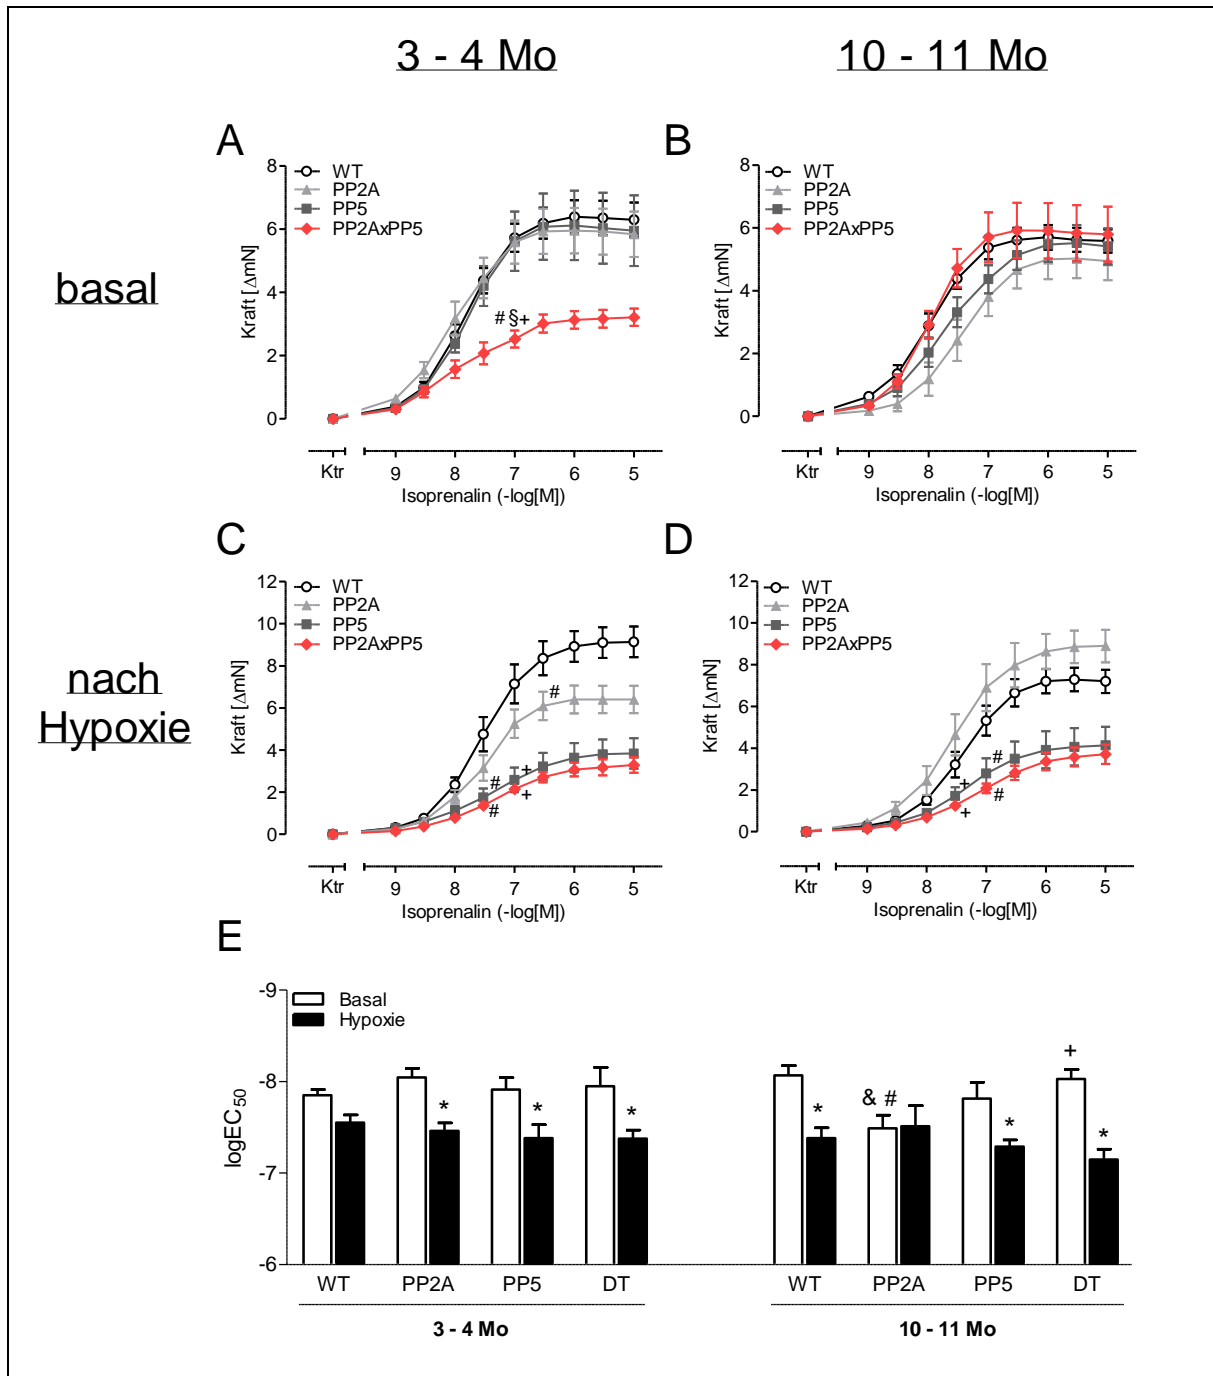 3 - 4 Mo
10 - 11 Mo
basal
nach
Hypoxie
A
WT
PP2A
PP5
PP2AxPP5
Kraft [ΔmN]
8
6
4
2
0
#§+
Ktr
9
8
7
6
5
Isoprenalin (-log[M])
B
WT
PP2A
PP5
PP2AxPP5
Kraft [ΔmN]
8
6
4
2
0
Ktr
9
8
7
6
5
Isoprenalin (-log[M])
C
WT
PP2A
PP5
PP2AxPP5
Kraft [ΔmN]
12
10
8
6
4
2
0
#
#
+
#
+
Ktr
9
8
7
6
5
Isoprenalin (-log[M])
D
WT
PP2A
PP5
PP2AxPP5
Kraft [ΔmN]
12
10
8
6
4
2
0
#
+
#
+
Ktr
9
8
7
6
5
Isoprenalin (-log[M])
E
Basal
Hypoxie
logEC50
-9
-8
-7
-6
*
*
*
*
& #
*
+
*
WT
PP2A
PP5
DT
WT
PP2A
PP5
DT
3 - 4 Mo
10 - 11 Mo